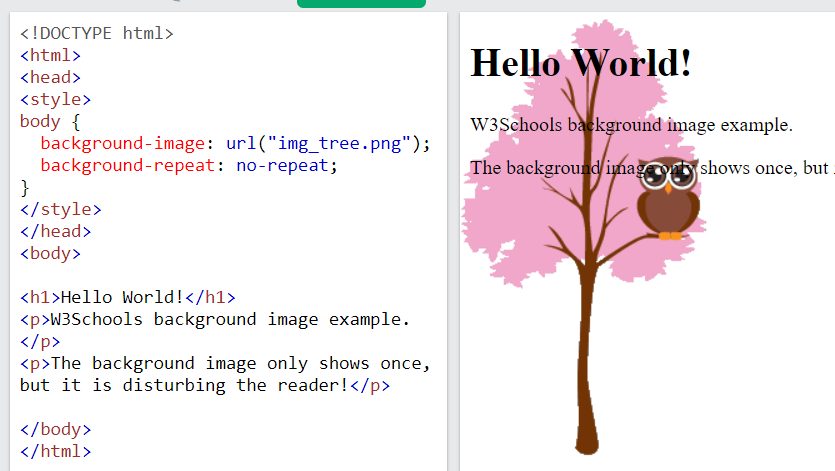 <!DOCTYPE html>
<html>
<head>
<style>
body {
  background-image: url("img_tree.png");
  background-repeat: no-repeat;
}
</style>
</head>
<body>

<h1>Hello World!</h1>
<p>W3Schools background image example.
</p>
<p>The background image only shows once,
but it is disturbing the reader!</p>

</body>
</html>
Hello World!
W3Schools background image example.
The background image only shows once, but